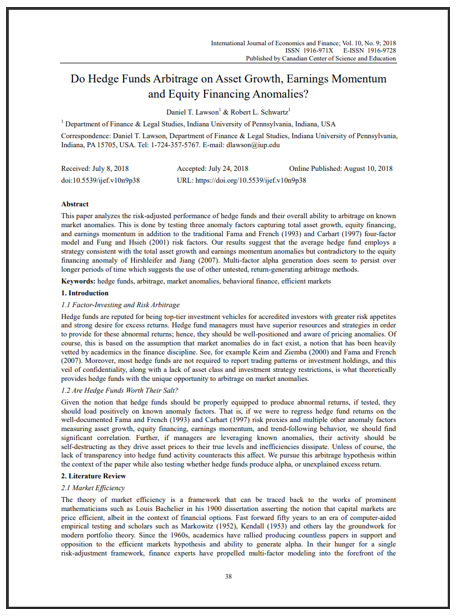 International Journal of Economics and Finance; Vol. 10, No. 9; 2018
ISSN 1916-971X E-ISSN 1916-9728
Published by Canadian Center of Science and Education
Do Hedge Funds Arbitrage on Asset Growth, Earnings Momentum
and Equity Financing Anomalies?
Daniel T. Lawson1 & Robert L. Schwartz1
1 Department of Finance & Legal Studies, Indiana University of Pennsylvania, Indiana, USA
Correspondence: Daniel T. Lawson, Department of Finance & Legal Studies, Indiana University of Pennsylvania,
Indiana, PA 15705, USA. Tel: 1-724-357-5767. E-mail: dlawson@iup.edu
Received: July 8, 2018 Accepted: July 24, 2018 Online Published: August 10, 2018
doi:10.5539/ijef.v10n9p38 URL: https://doi.org/10.5539/ijef.v10n9p38
Abstract
This paper analyzes the risk-adjusted performance of hedge funds and their overall ability to arbitrage on known
market anomalies. This is done by testing three anomaly factors capturing total asset growth, equity financing,
and earnings momentum in addition to the traditional Fama and French (1993) and Carhart (1997) four-factor
model and Fung and Hsieh (2001) risk factors. Our results suggest that the average hedge fund employs a
strategy consistent with the total asset growth and earnings momentum anomalies but contradictory to the equity
financing anomaly of Hirshleifer and Jiang (2007). Multi-factor alpha generation does seem to persist over
longer periods of time which suggests the use of other untested, return-generating arbitrage methods.
Keywords: hedge funds, arbitrage, market anomalies, behavioral finance, efficient markets
1. Introduction
1.1 Factor-Investing and Risk Arbitrage
Hedge funds are reputed for being top-tier investment vehicles for accredited investors with greater risk appetites
and strong desire for excess returns. Hedge fund managers must have superior resources and strategies in order
to provide for these abnormal returns; hence, they should be well-positioned and aware of pricing anomalies. Of
course, this is based on the assumption that market anomalies do in fact exist, a notion that has been heavily
vetted by academics in the finance discipline. See, for example Keim and Ziemba (2000) and Fama and French
(2007). Moreover, most hedge funds are not required to report trading patterns or investment holdings, and this
veil of confidentiality, along with a lack of asset class and investment strategy restrictions, is what theoretically
provides hedge funds with the unique opportunity to arbitrage on market anomalies.
1.2 Are Hedge Funds Worth Their Salt?
Given the notion that hedge funds should be properly equipped to produce abnormal returns, if tested, they
should load positively on known anomaly factors. That is, if we were to regress hedge fund returns on the
well-documented Fama and French (1993) and Carhart (1997) risk proxies and multiple other anomaly factors
measuring asset growth, equity financing, earnings momentum, and trend-following behavior, we should find
significant correlation. Further, if managers are leveraging known anomalies, their activity should be
self-destructing as they drive asset prices to their true levels and inefficiencies dissipate. Unless of course, the
lack of transparency into hedge fund activity counteracts this affect. We pursue this arbitrage hypothesis within
the context of the paper while also testing whether hedge funds produce alpha, or unexplained excess return.
2. Literature Review
2.1 Market Efficiency
The theory of market efficiency is a framework that can be traced back to the works of prominent
mathematicians such as Louis Bachelier in his 1900 dissertation asserting the notion that capital markets are
price efficient, albeit in the context of financial options. Fast forward fifty years to an era of computer-aided
empirical testing and scholars such as Markowitz (1952), Kendall (1953) and others lay the groundwork for
modern portfolio theory. Since the 1960s, academics have rallied producing countless papers in support and
opposition to the efficient markets hypothesis and ability to generate alpha. In their hunger for a single
risk-adjustment framework, finance experts have propelled multi-factor modeling into the forefront of the
38